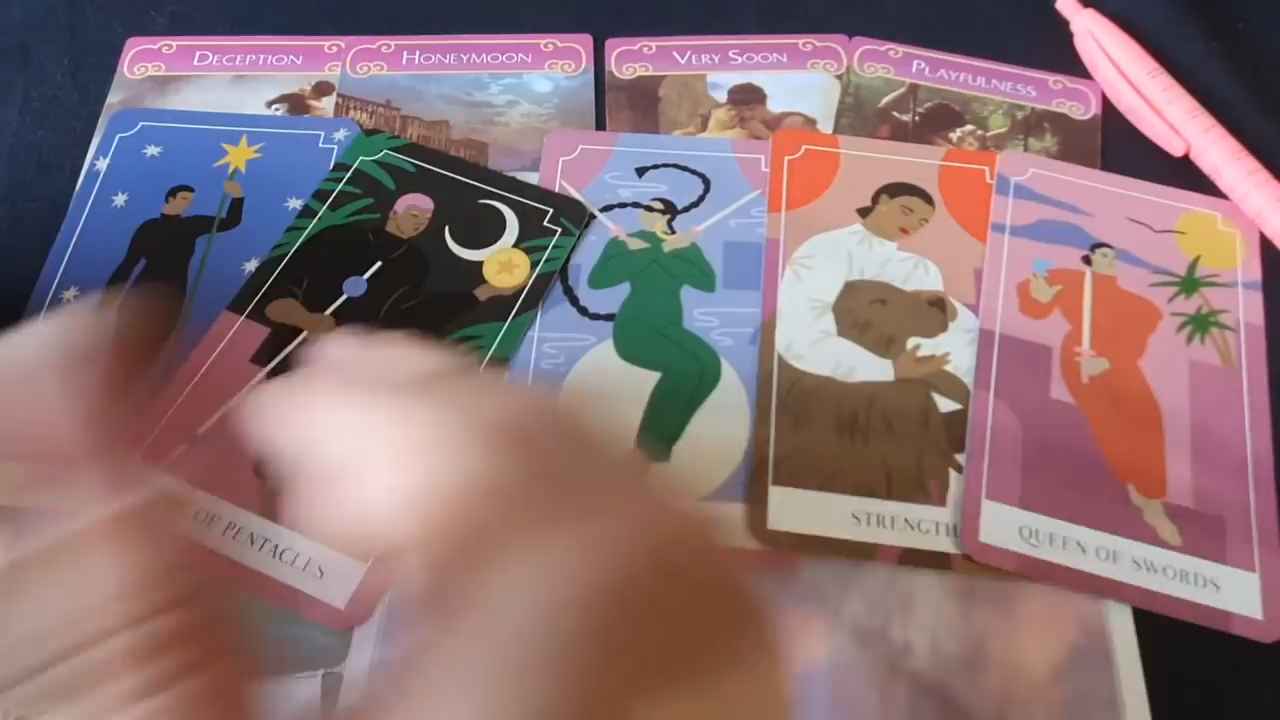 DECEPTION
HONEYMOON
VERY SOON
PLAYFULNESS
OF PENTACLES
STRENGTH
QUEEN OF SWORDS